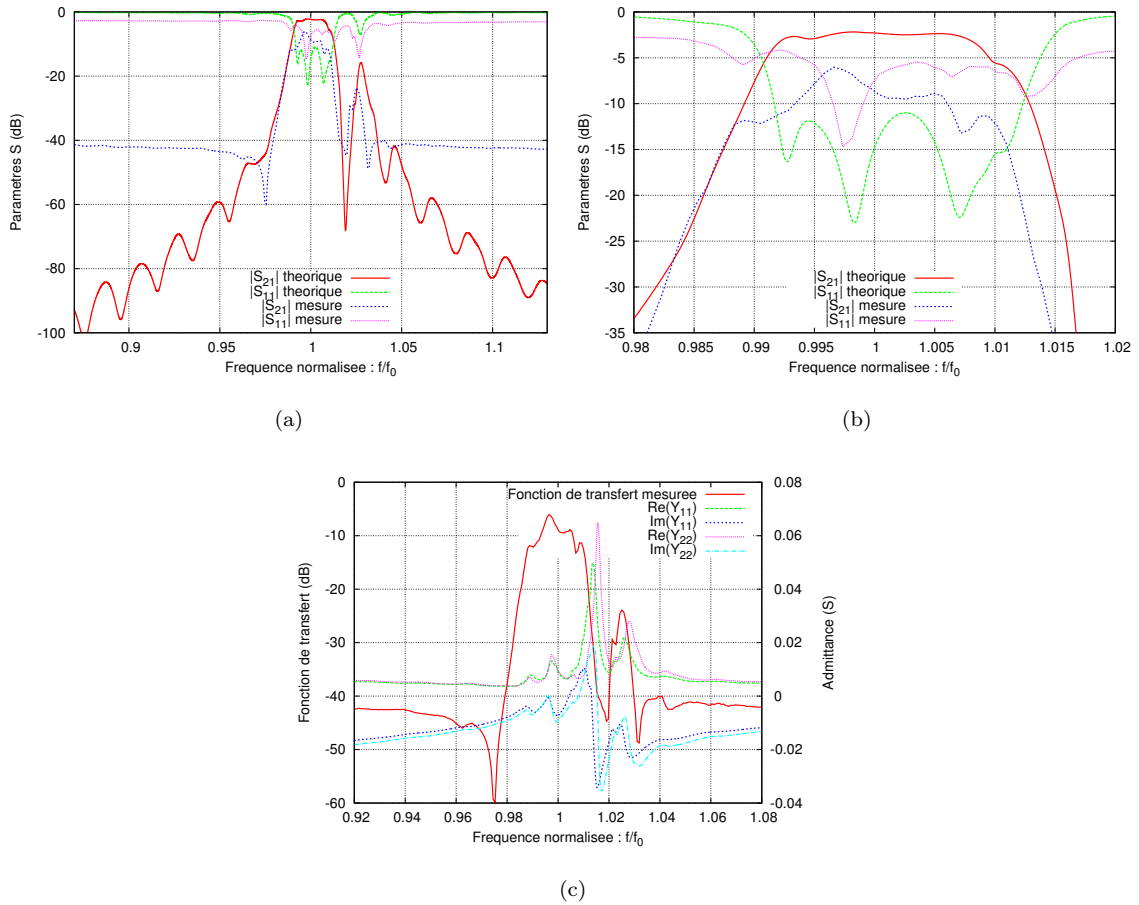 0
-20
-40
-60
-80
-100
0.9
0.95
1
1.05
1.1
Parametres S (dB)
Frequence normalisee : f/f0
|S21| theorique
|S11| theorique
|S21| mesure
|S11| mesure
(a)
0
-5
-10
-15
-20
-25
-30
-35
0.98
0.985
0.99
0.995
1
1.005
1.01
1.015
1.02
Parametres S (dB)
Frequence normalisee : f/f0
|S21| theorique
|S11| theorique
|S21| mesure
|S11| mesure
(b)
0
-10
-20
-30
-40
-50
-60
0.92
0.94
0.96
0.98
1
1.02
1.04
1.06
1.08
0.08
0.06
0.04
0.02
0
-0.02
-0.04
Fonction de transfert (dB)
Admittance (S)
Frequence normalisee : f/f0
Fonction de transfert mesuree
Re(Y11)
Im(Y11)
Re(Y22)
Im(Y22)
(c)